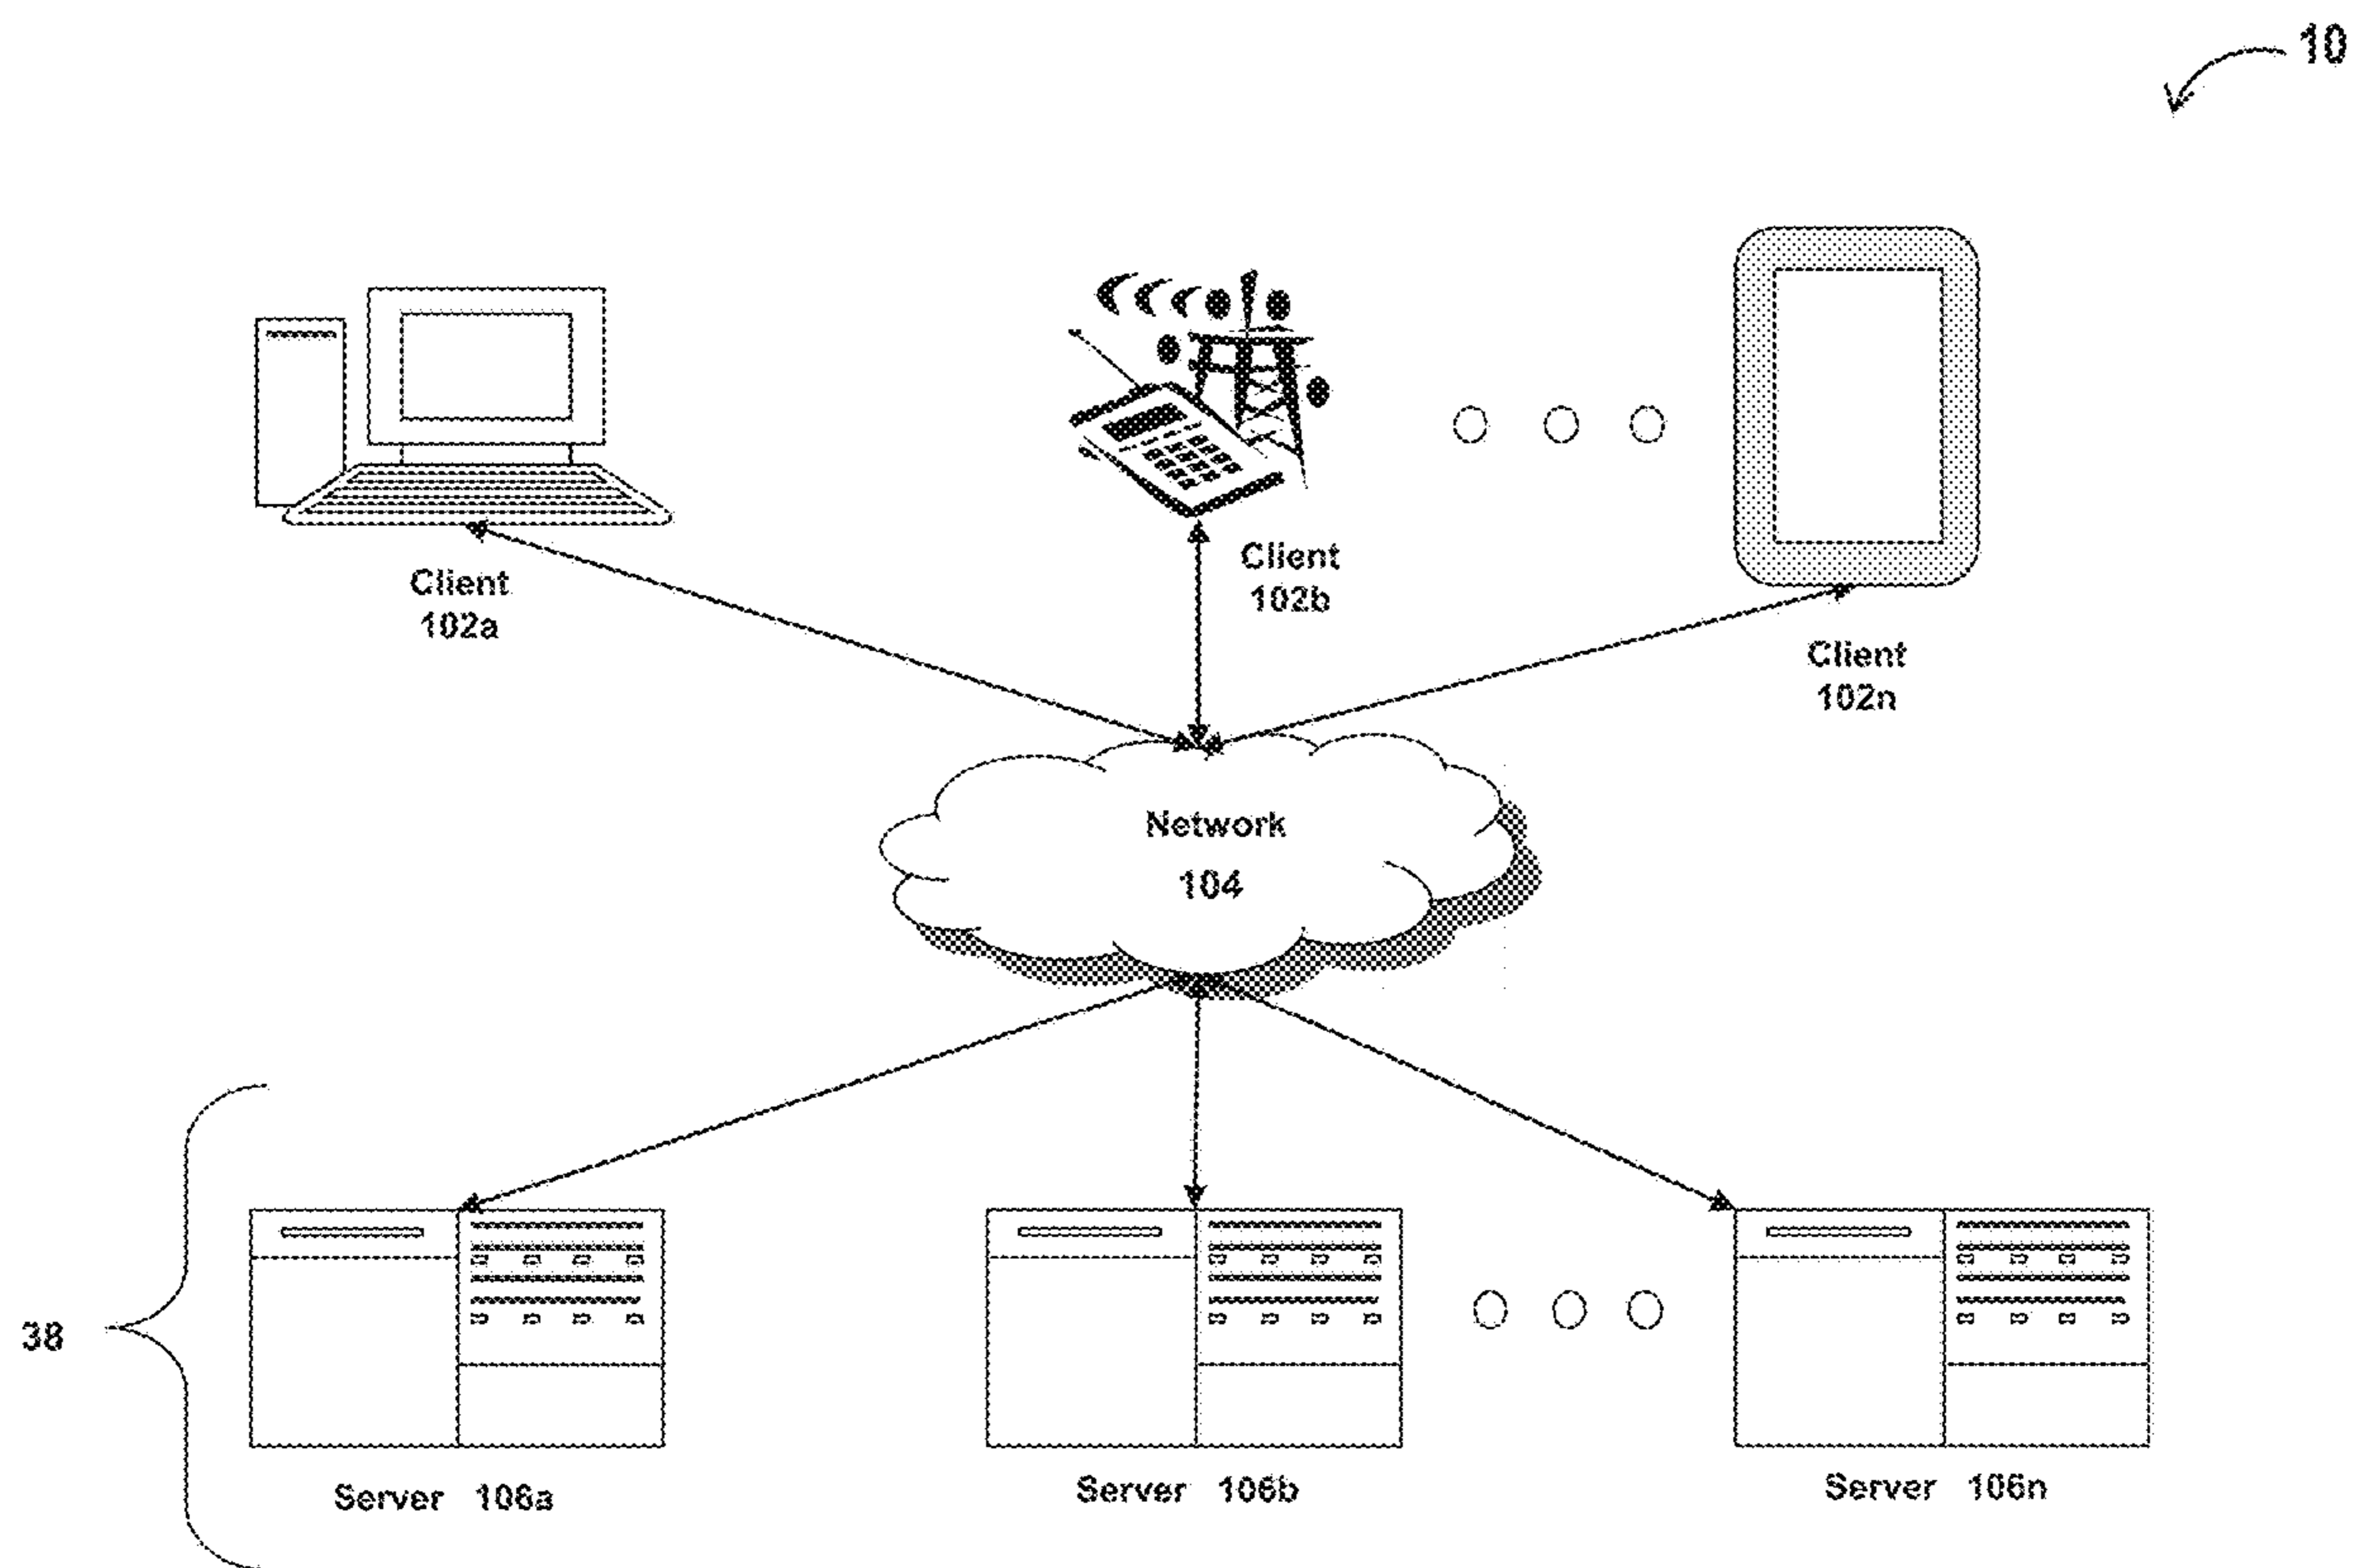 10
Client
102a
Client
102b
Client
102n
Network
104
38
Server 106a
Server 106b
Server 106n